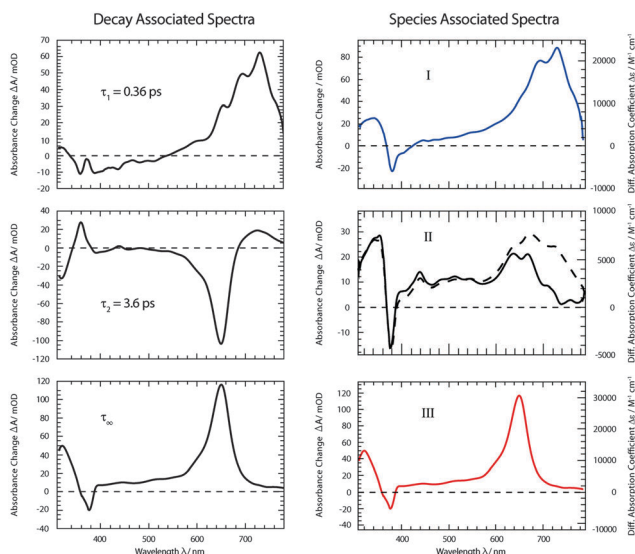 Decay Associated Spectra
Species Associated Spectra
Absorbance Change ΔA/ mOD
70
60
50
40
30
20
10
0
-10
-20
τ1 = 0.36 ps
Absorbance Change / mOD
80
60
40
20
0
-20
I
20000
10000
0
-10000
Diff. Absorption Coefficient Δε / M-1 cm-1
Absorbance Change ΔA/ mOD
40
20
0
-20
-40
-60
-80
-100
-120
τ2 = 3.6 ps
Absorbance Change ΔA/ mOD
30
20
10
0
-10
II
10000
5000
0
-5000
Diff. Absorption Coefficient Δε / M-1 cm-1
Absorbance Change ΔA/ mOD
120
100
80
60
40
20
0
-20
-40
τ∞
400 500 600 700
Wavelength λ/ nm
Absorbance Change ΔA/ mOD
120
100
80
60
40
20
0
-20
-40
III
30000
20000
10000
0
-10000
Diff. Absorption Coefficient Δε / M-1 cm-1
400 500 600 700
Wavelength λ/ nm